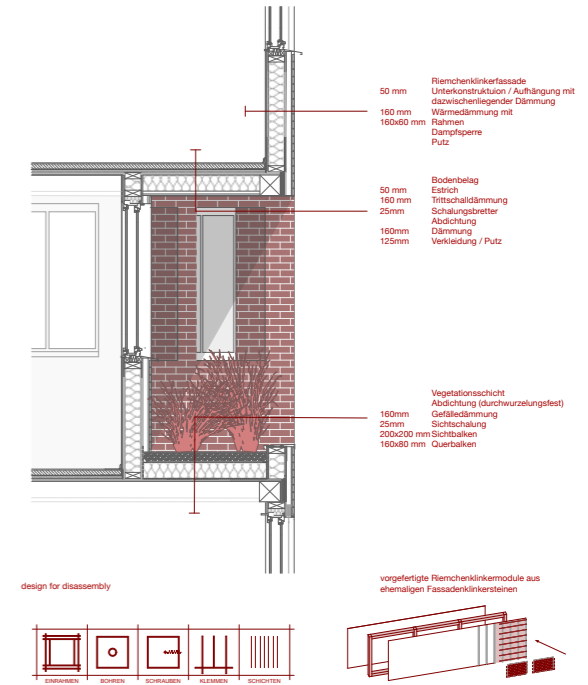 Riemchenklinkerfassade
50 mm Unterkonstruktuion / Aufhängung mit
dazwischenliegender Dämmung
160 mm Wärmedämmung mit
160x60 mm Rahmen
Dampfsperre
Putz
Bodenbelag
50 mm Estrich
160 mm Trittschalldämmung
25mm Schalungsbretter
Abdichtung
160mm Dämmung
125mm Verkleidung / Putz
Vegetationsschicht
Abdichtung (durchwurzelungsfest)
160mm Gefälledämmung
25mm Sichtschalung
200x200 mm Sichtbalken
160x80 mm Querbalken
design for disassembly
EINRAHMEN BOHREN SCHRAUBEN KLEMMEN SCHICHTEN
vorgefertigte Riemchenklinkermodule aus
ehemaligen Fassadenklinkersteinen